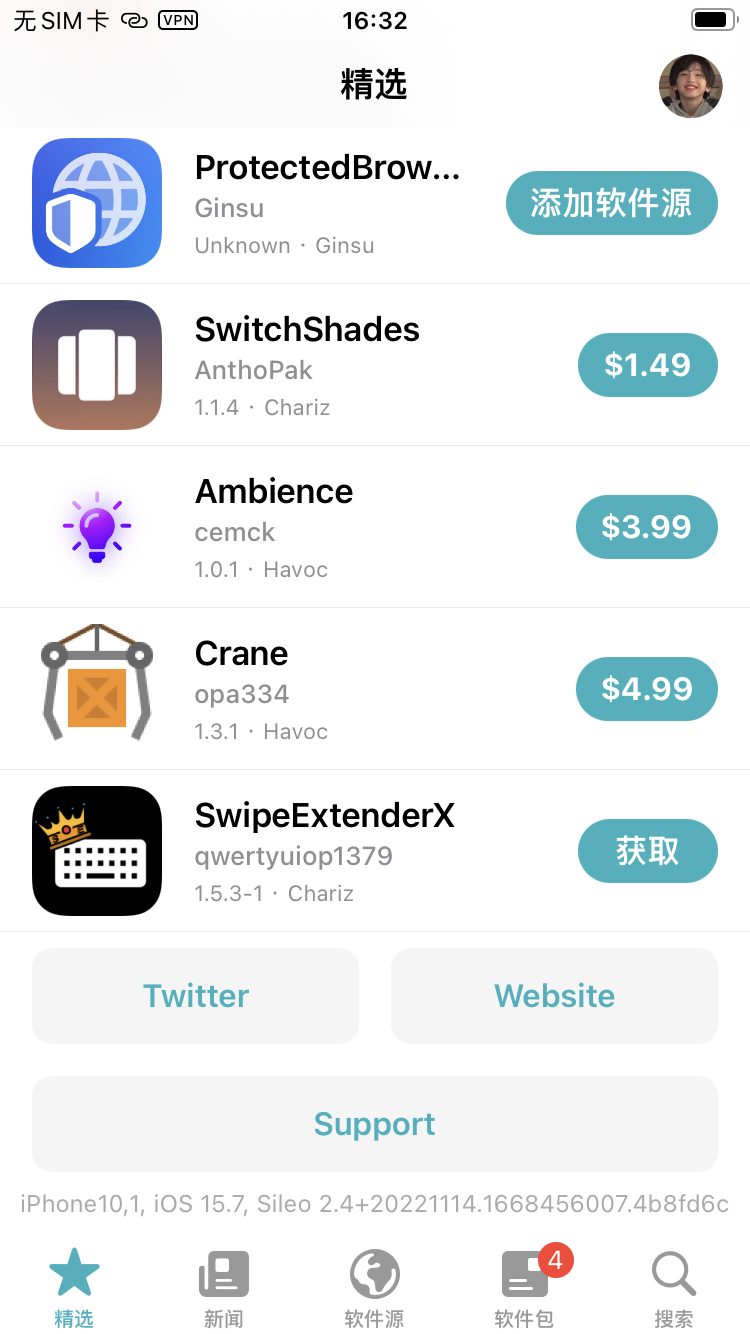 无SIM卡 VPN 16:32
精选
ProtectedBrow...
Ginsu
Unknown · Ginsu
添加软件源
SwitchShades
AnthoPak
1.1.4 · Chariz
$1.49
Ambience
cemck
1.0.1 · Havoc
$3.99
Crane
opa334
1.3.1 · Havoc
$4.99
SwipeExtenderX
qwertyuiop1379
1.5.3-1 · Chariz
获取
Twitter Website
Support
iPhone10,1, iOS 15.7, Sileo 2.4+20221114.1668456007.4b8fd6c
4
精选 新闻 软件源 软件包 搜索